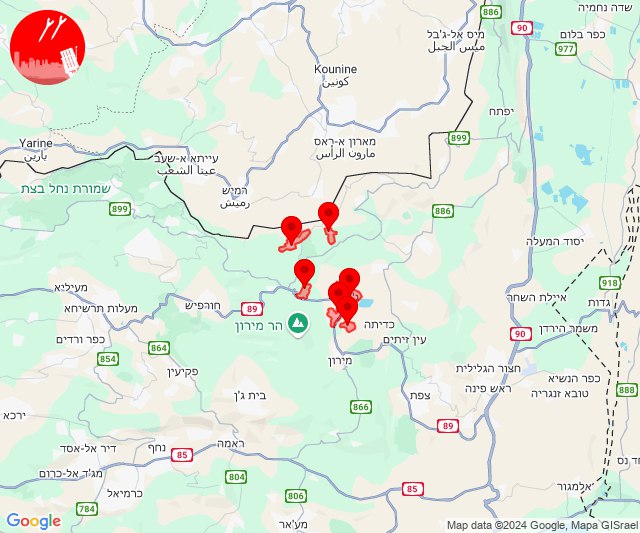 שדה נחמיה
886
90
מיס אל-ג'בל
ميس الجبل
כפר בלום
977
Kounine
כונין
יפתח
Yarine
يارين
מארון א-ראס
مارون الرأس
899
עייתא א-שעב
عيتا الشعب
שמורת נחל בצת
רמיש
رميش
899
886
יסוד המעלה
918
מעיליא
איילת השחר
גדות
חורפיש
89
מעלות תרשיחא
הר מירון
כדיתה
משמר הירדן
90
כפר ורדים
864
עין זיתים
854
מירון
חצור הגלילית
פקיעין
ראש פינה
כפר הנשיא
טובא זנגריה
888
בית ג'ן
צפת
866
ירכא
89
ראמה
דיר אל-אסד
נחף
85
מג'ד אל-כרום
804
85
כרמיאל
806
אלמגור
784
מע'אר
Google
Map data ©2024 Google, Mapa GISrael